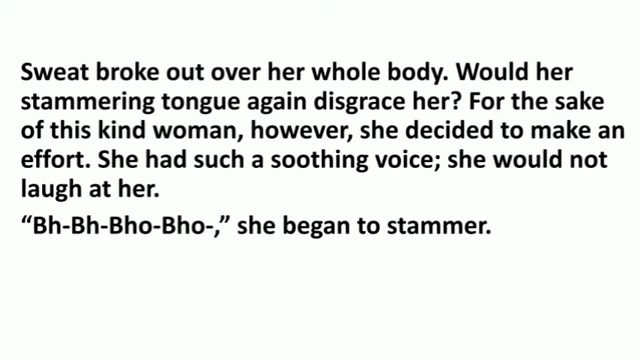 Sweat broke out over her whole body. Would her
stammering tongue again disgrace her? For the sake
of this kind woman, however, she decided to make an
effort. She had such a soothing voice; she would not
laugh at her.
“Bh-Bh-Bho-Bho-,” she began to stammer.